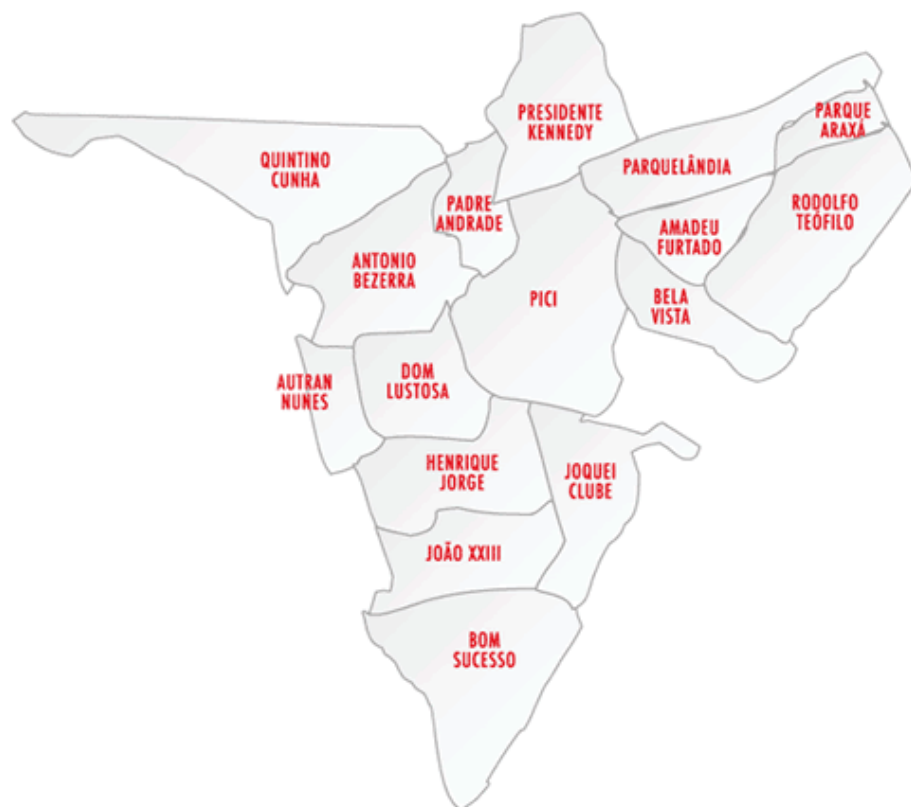 PRESIDENTE
KENNEDY
PARQUE
ARAXÁ
QUINTINO
CUNHA
PARQUELÂNDIA
PADRE
ANDRADE
RODOLFO
TEÓFILO
AMADEU
FURTADO
ANTONIO
BEZERRA
PICI
BELA
VISTA
AUTRAN
NUNES
DOM
LUSTOSA
HENRIQUE
JORGE
JOQUEI
CLUBE
JOÃO XXIII
BOM
SUCESSO